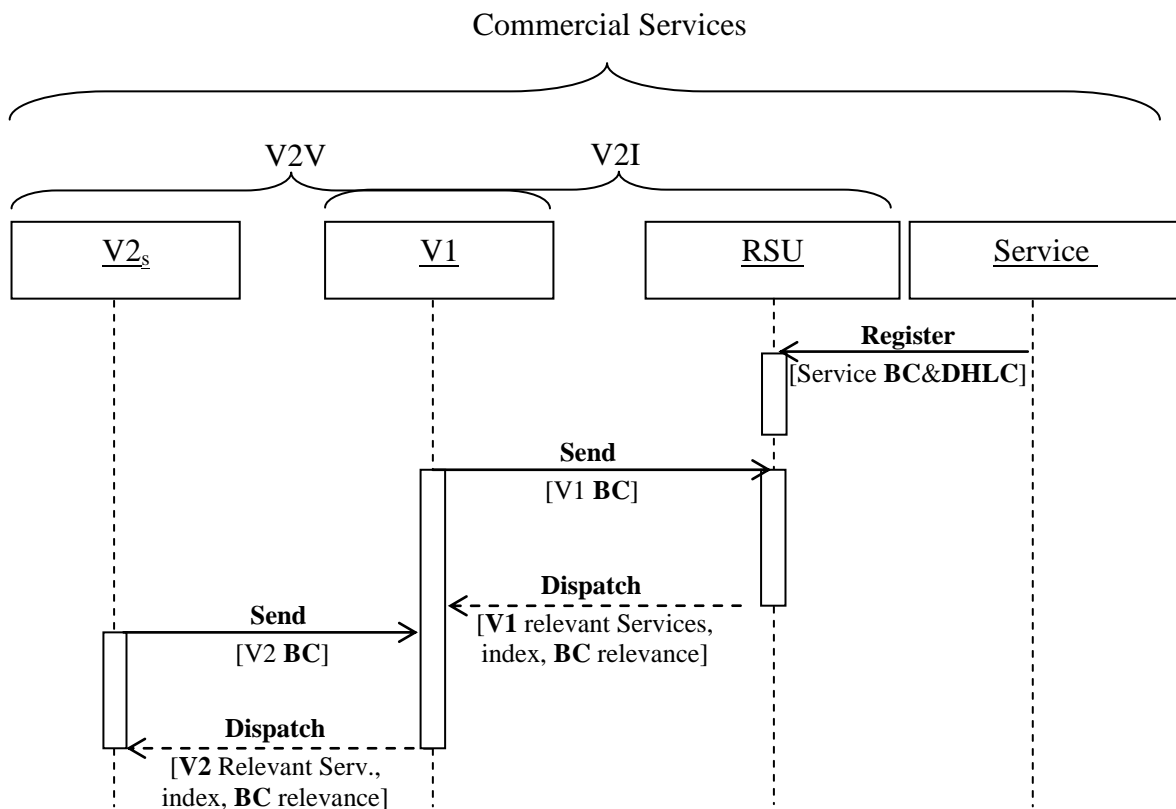 Commercial Services
V2V
V2I
V2s
V1
RSU
Service
Register
[Service BC&DHLC]
Send
[V1 BC]
Dispatch
[V1 relevant Services,
index, BC relevance]
Send
[V2 BC]
Dispatch
[V2 Relevant Serv.,
index, BC relevance]